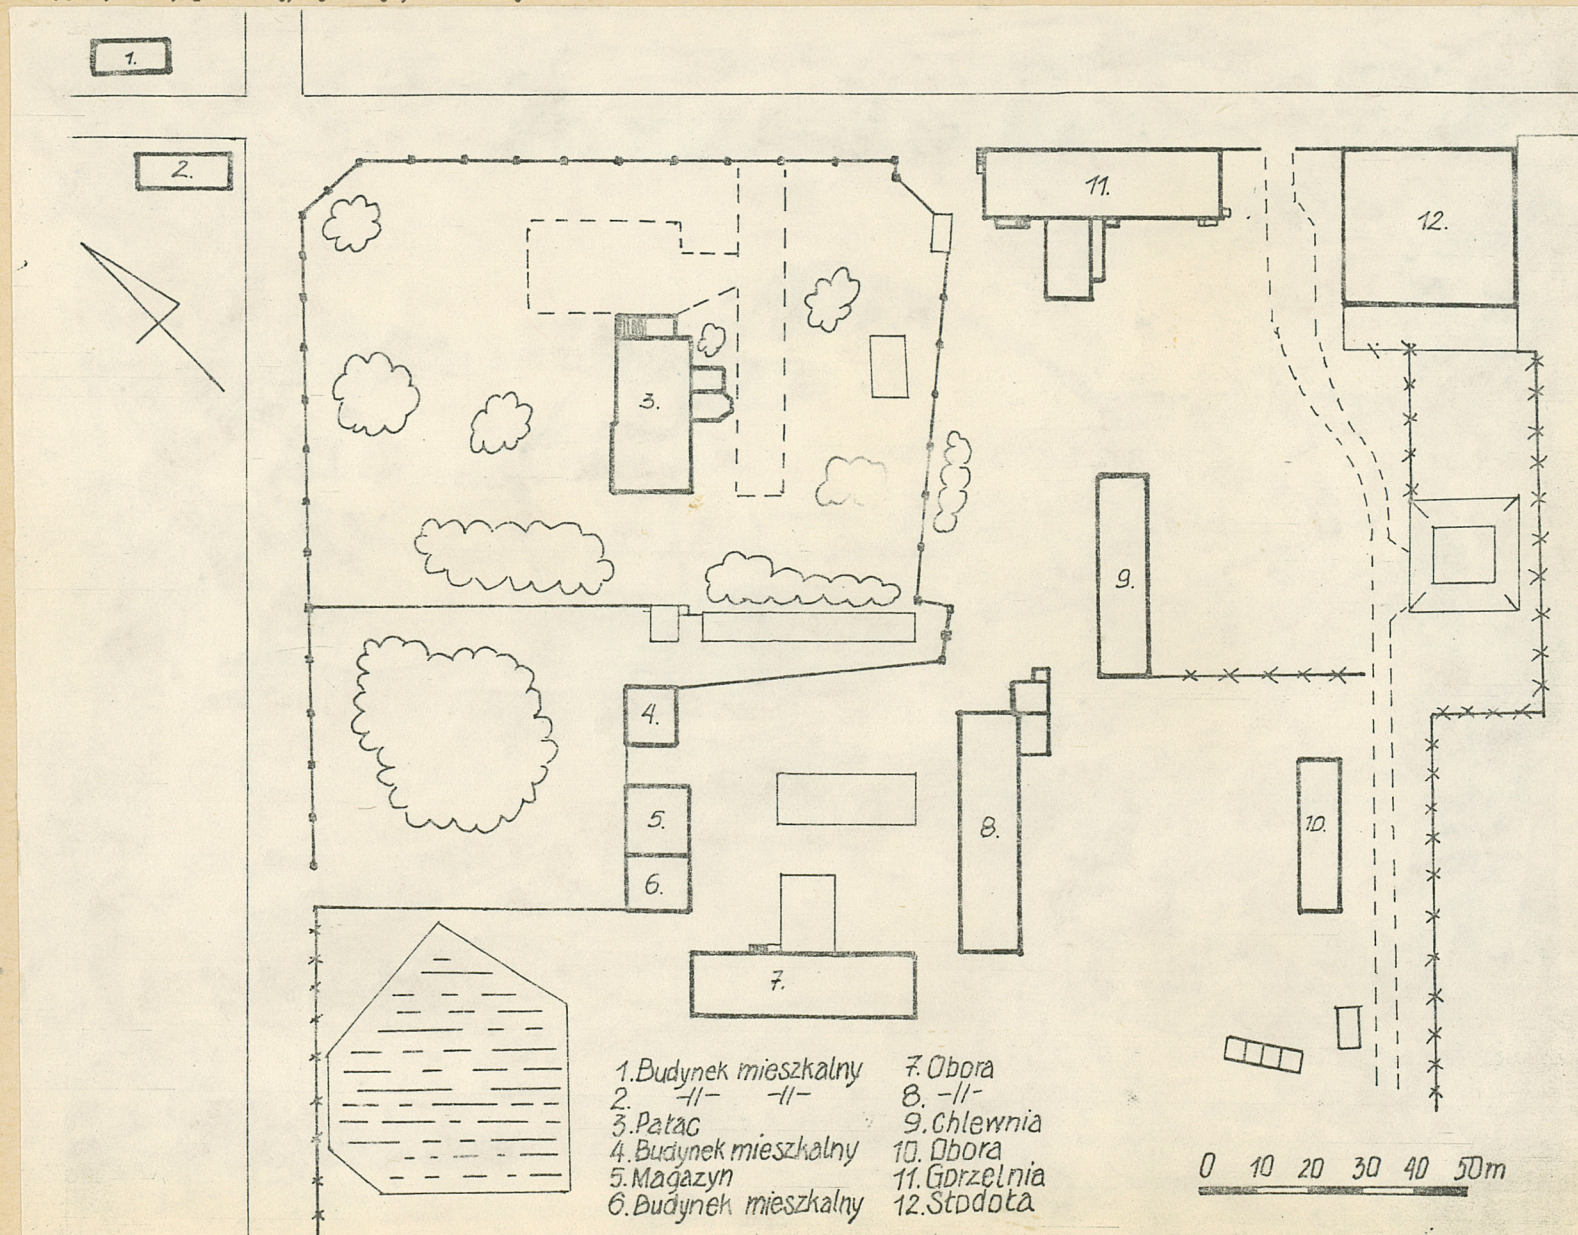 1.
2.
11.
12.
3.
9.
4.
5.
8.
10.
6.
7.
1. Budynek mieszkalny
2. -//- -//-
3. Pałac
4. Budynek mieszkalny
5. Magazyn
6. Budynek mieszkalny
7. Obora
8. -//-
9. Chlewnia
10. Obora
11. Gorzelnia
12. Stodoła
0 10 20 30 40 50m